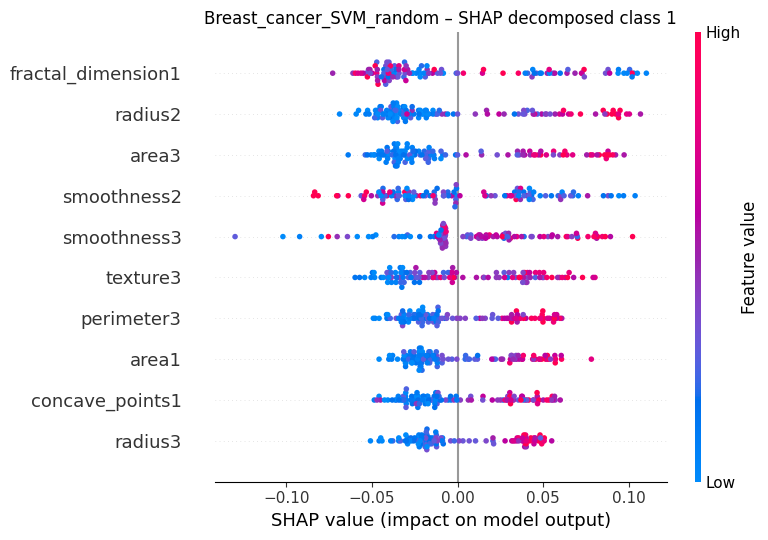 Breast_cancer_SVM_random – SHAP decomposed class 1
High
fractal_dimension1
radius2
area3
smoothness2
smoothness3
texture3
perimeter3
area1
concave_points1
radius3
Feature value
Low
−0.10 −0.05 0.00 0.05 0.10
SHAP value (impact on model output)